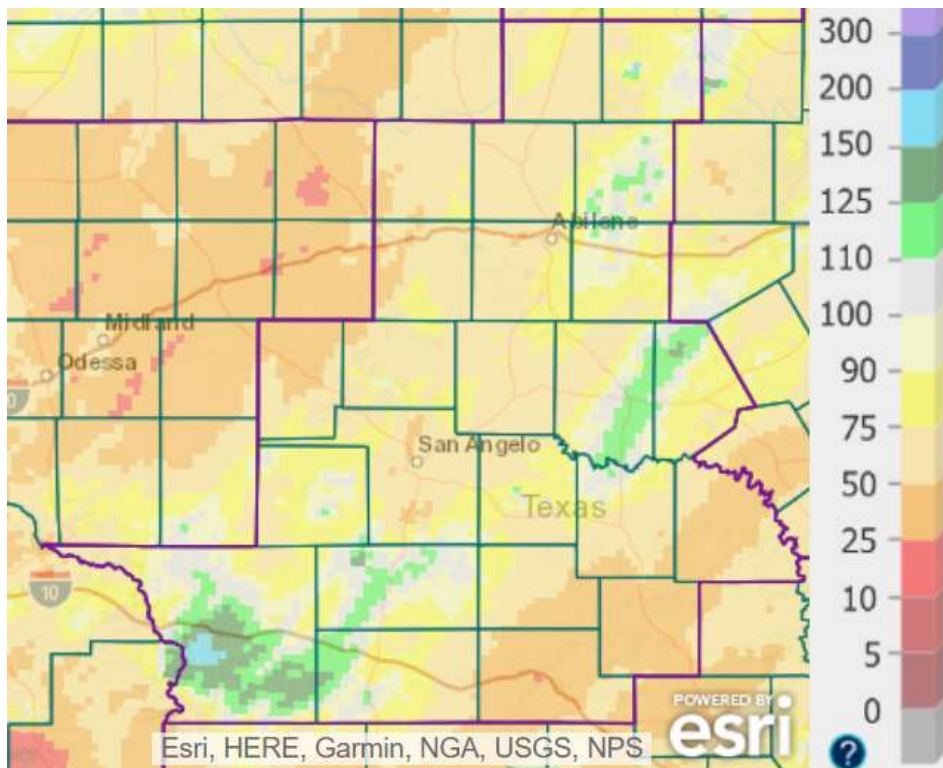 300
200
150
125
110
100
90
75
50
25
10
5
0
Abilene
Midland
Odessa
San Angelo
Texas
10
POWERED BY
esri
Esri, HERE, Garmin, NGA, USGS, NPS
?